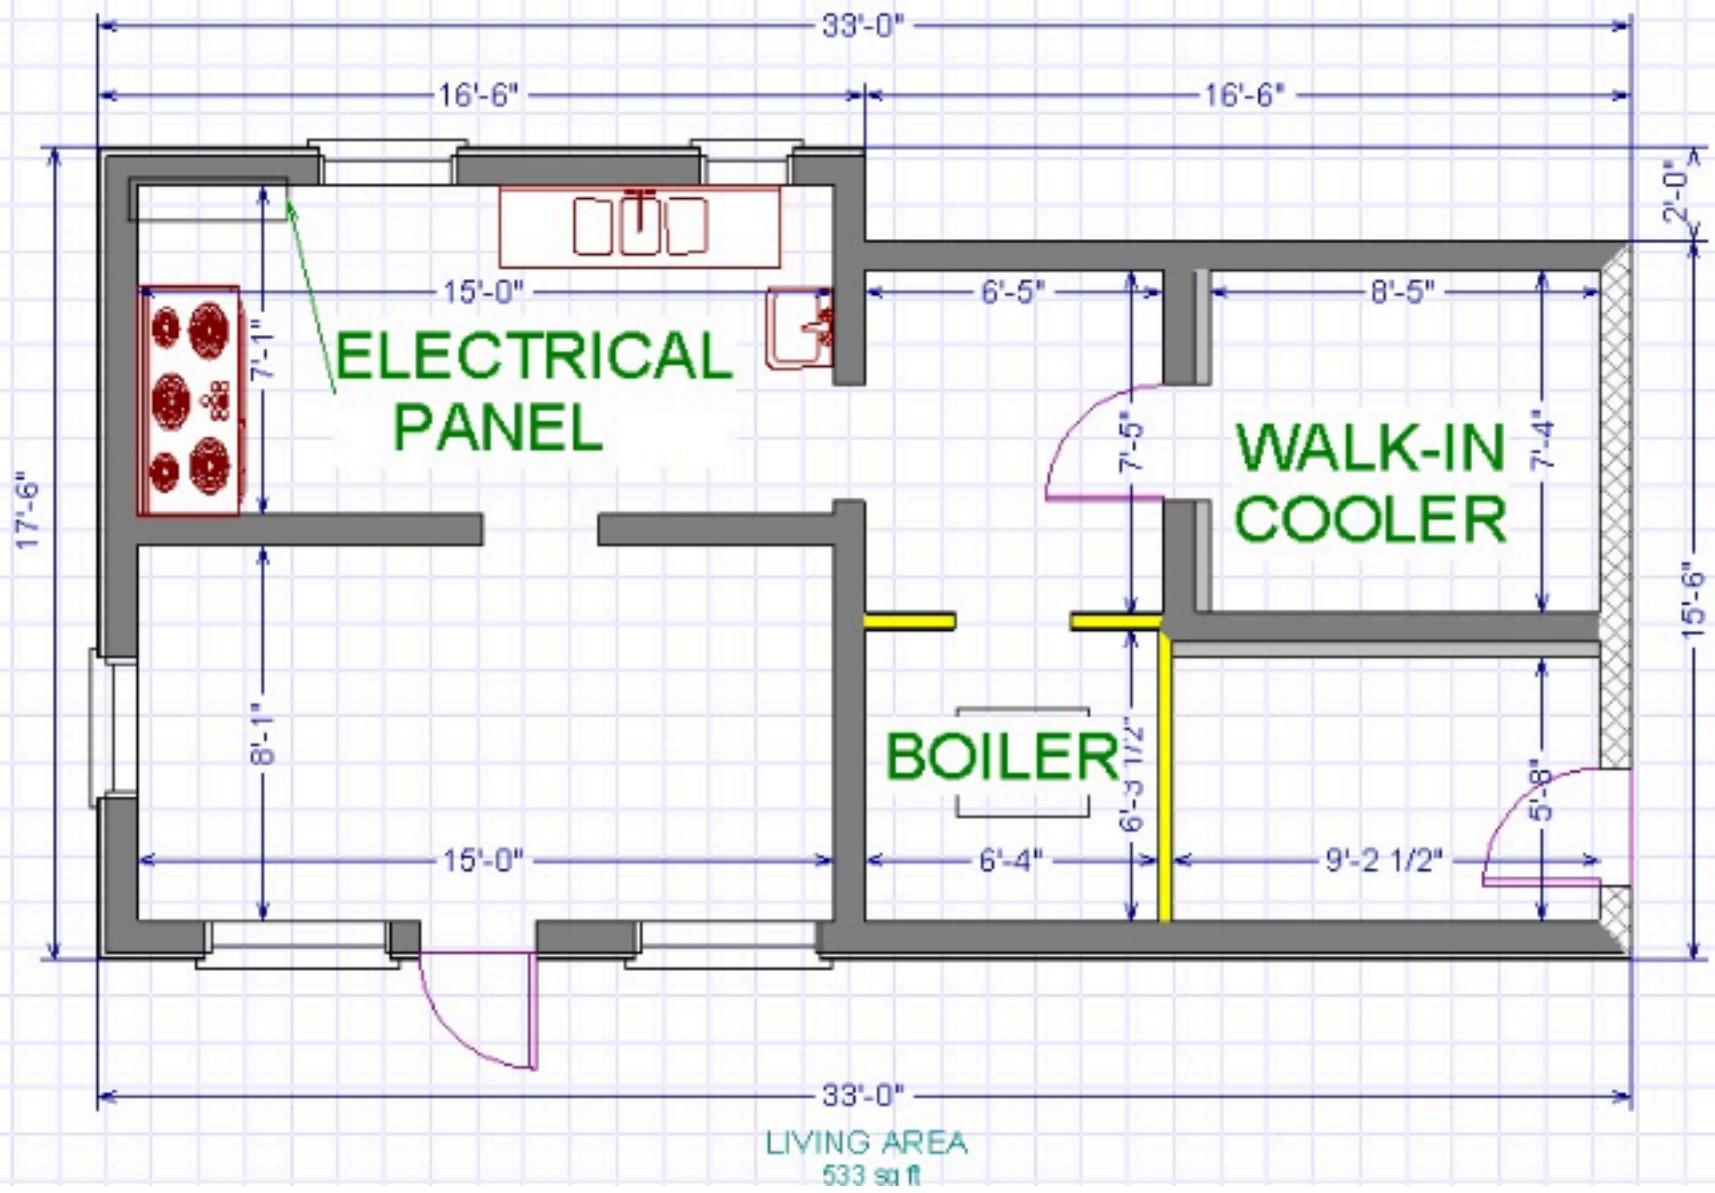 33'-0"
16'-6"
16'-6"
2'-0"
15'-0"
6'-5"
8'-5"
7'-1"
ELECTRICAL
PANEL
7'-5"
WALK-IN
COOLER
7'-4"
17'-6"
15'-6"
8'-1"
BOILER
6'-3 1/2"
5'-8"
15'-0"
6'-4"
9'-2 1/2"
33'-0"
LIVING AREA
533 sq ft